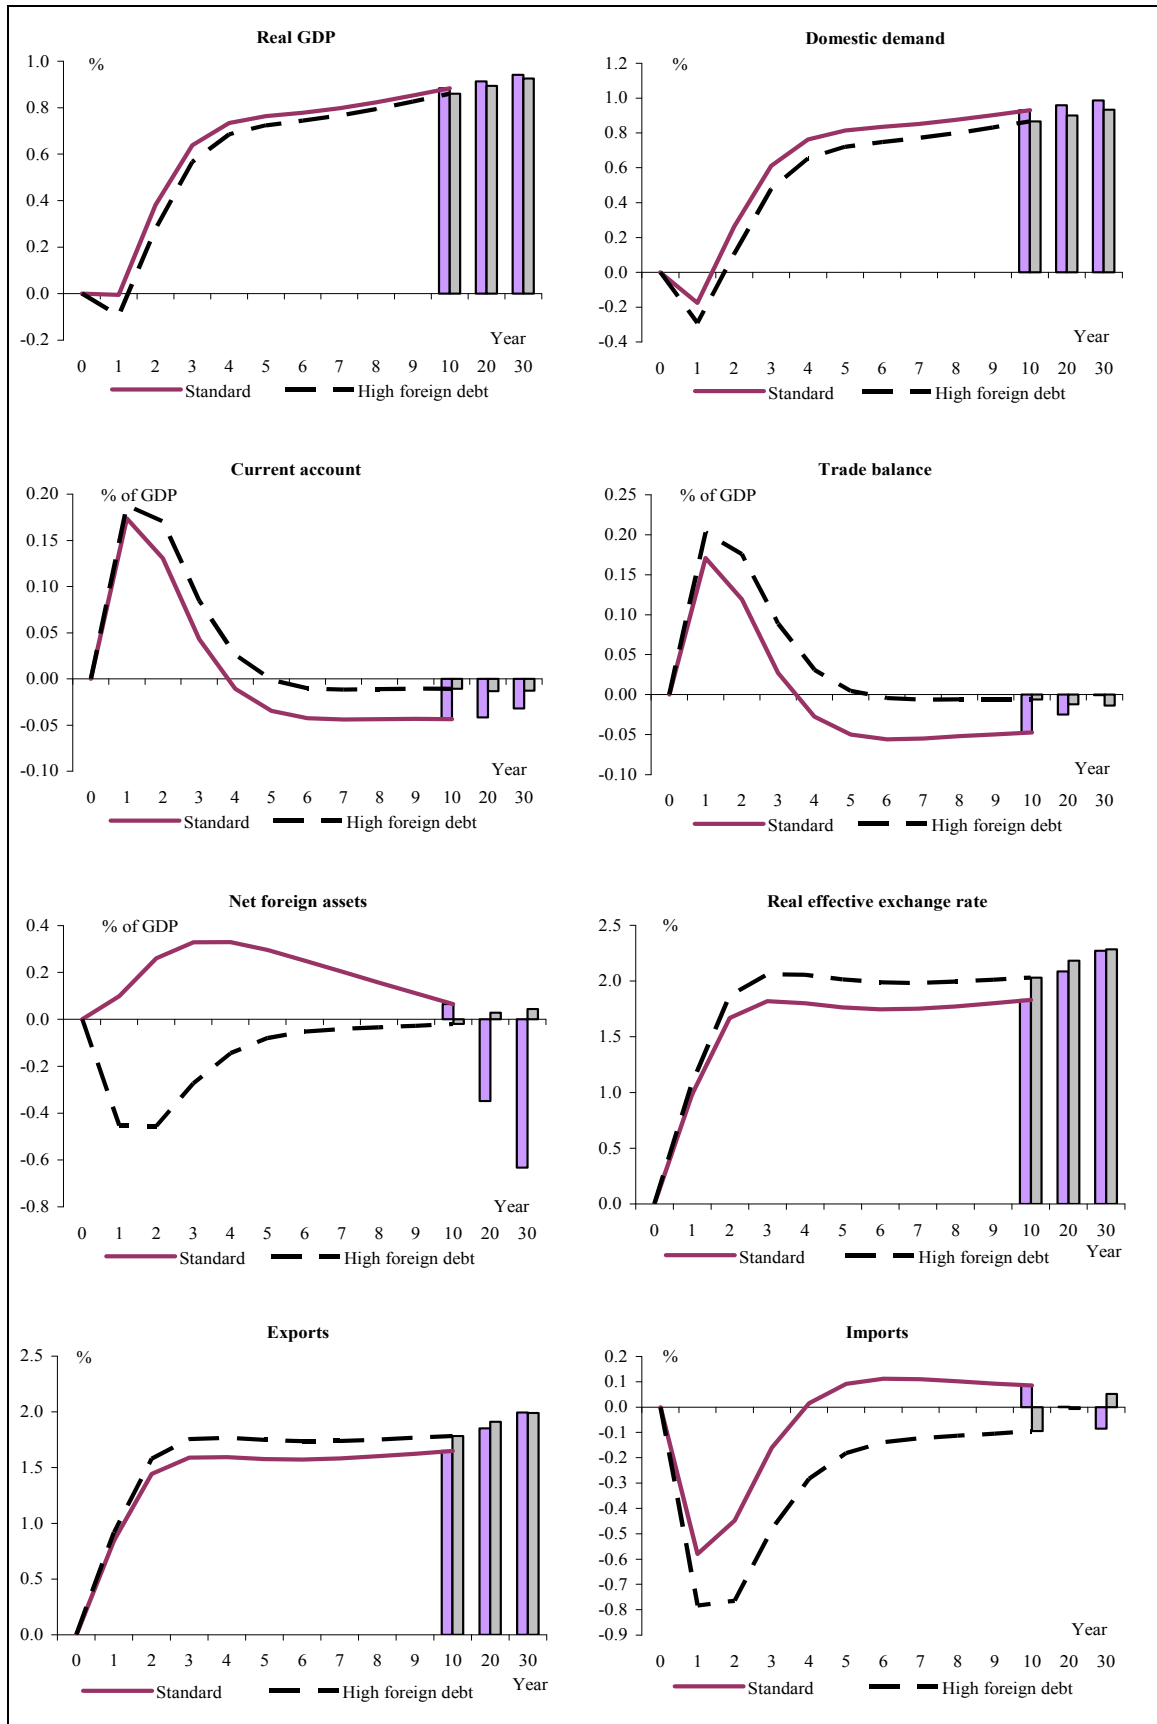 Real GDP
%
1.0
0.8
0.6
0.4
0.2
0.0
-0.2
Year
0 1 2 3 4 5 6 7 8 9 10 20 30
Standard High foreign debt
Domestic demand
%
1.2
1.0
0.8
0.6
0.4
0.2
0.0
-0.2
-0.4
Year
0 1 2 3 4 5 6 7 8 9 10 20 30
Standard High foreign debt
Current account
% of GDP
0.20
0.15
0.10
0.05
0.00
-0.05
-0.10
Year
0 1 2 3 4 5 6 7 8 9 10 20 30
Standard High foreign debt
Trade balance
% of GDP
0.25
0.20
0.15
0.10
0.05
0.00
-0.05
-0.10
Year
0 1 2 3 4 5 6 7 8 9 10 20 30
Standard High foreign debt
Net foreign assets
% of GDP
0.4
0.2
0.0
-0.2
-0.4
-0.6
-0.8
Year
0 1 2 3 4 5 6 7 8 9 10 20 30
Standard High foreign debt
Real effective exchange rate
%
2.5
2.0
1.5
1.0
0.5
0.0
0 1 2 3 4 5 6 7 8 9 10 20 30
Year
Standard High foreign debt
Exports
%
2.5
2.0
1.5
1.0
0.5
0.0
0 1 2 3 4 5 6 7 8 9 10 20 30
Year
Standard High foreign debt
Imports
%
0.2
0.1
0.0
-0.1
-0.2
-0.3
-0.4
-0.5
-0.6
-0.7
-0.8
-0.9
Year
0 1 2 3 4 5 6 7 8 9 10 20 30
Standard High foreign debt